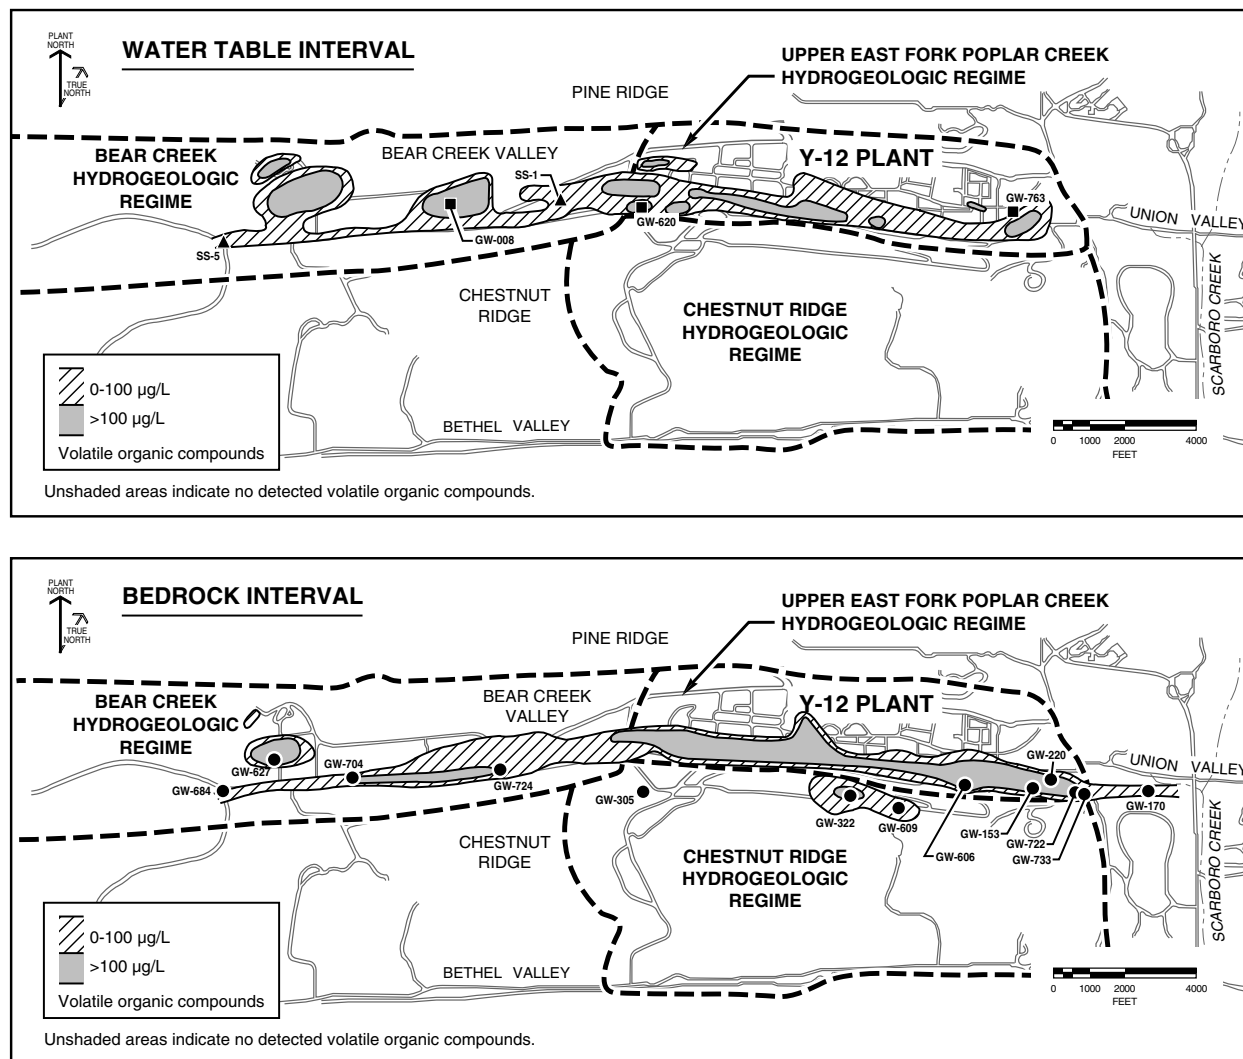 PLANT
NORTH
TRUE
NORTH
WATER TABLE INTERVAL
UPPER EAST FORK POPLAR CREEK
HYDROGEOLOGIC REGIME
PINE RIDGE
BEAR CREEK
HYDROGEOLOGIC
REGIME
BEAR CREEK VALLEY
Y-12 PLANT
SS-1
GW-763
UNION VALLEY
GW-620
GW-008
SS-5
CHESTNUT
RIDGE
CHESTNUT RIDGE
HYDROGEOLOGIC
REGIME
SCARBORO CREEK
0-100 µg/L
>100 µg/L
Volatile organic compounds
BETHEL VALLEY
0 1000 2000 4000
FEET
Unshaded areas indicate no detected volatile organic compounds.
PLANT
NORTH
TRUE
NORTH
BEDROCK INTERVAL
UPPER EAST FORK POPLAR CREEK
HYDROGEOLOGIC REGIME
PINE RIDGE
BEAR CREEK
HYDROGEOLOGIC
REGIME
BEAR CREEK
VALLEY
Y-12 PLANT
GW-220
UNION VALLEY
GW-627
GW-704
GW-684
GW-724
GW-305
GW-170
GW-322
GW-609
GW-153
GW-722
GW-606
GW-733
CHESTNUT
RIDGE
CHESTNUT RIDGE
HYDROGEOLOGIC
REGIME
SCARBORO CREEK
0-100 µg/L
>100 µg/L
Volatile organic compounds
BETHEL VALLEY
0 1000 2000 4000
FEET
Unshaded areas indicate no detected volatile organic compounds.